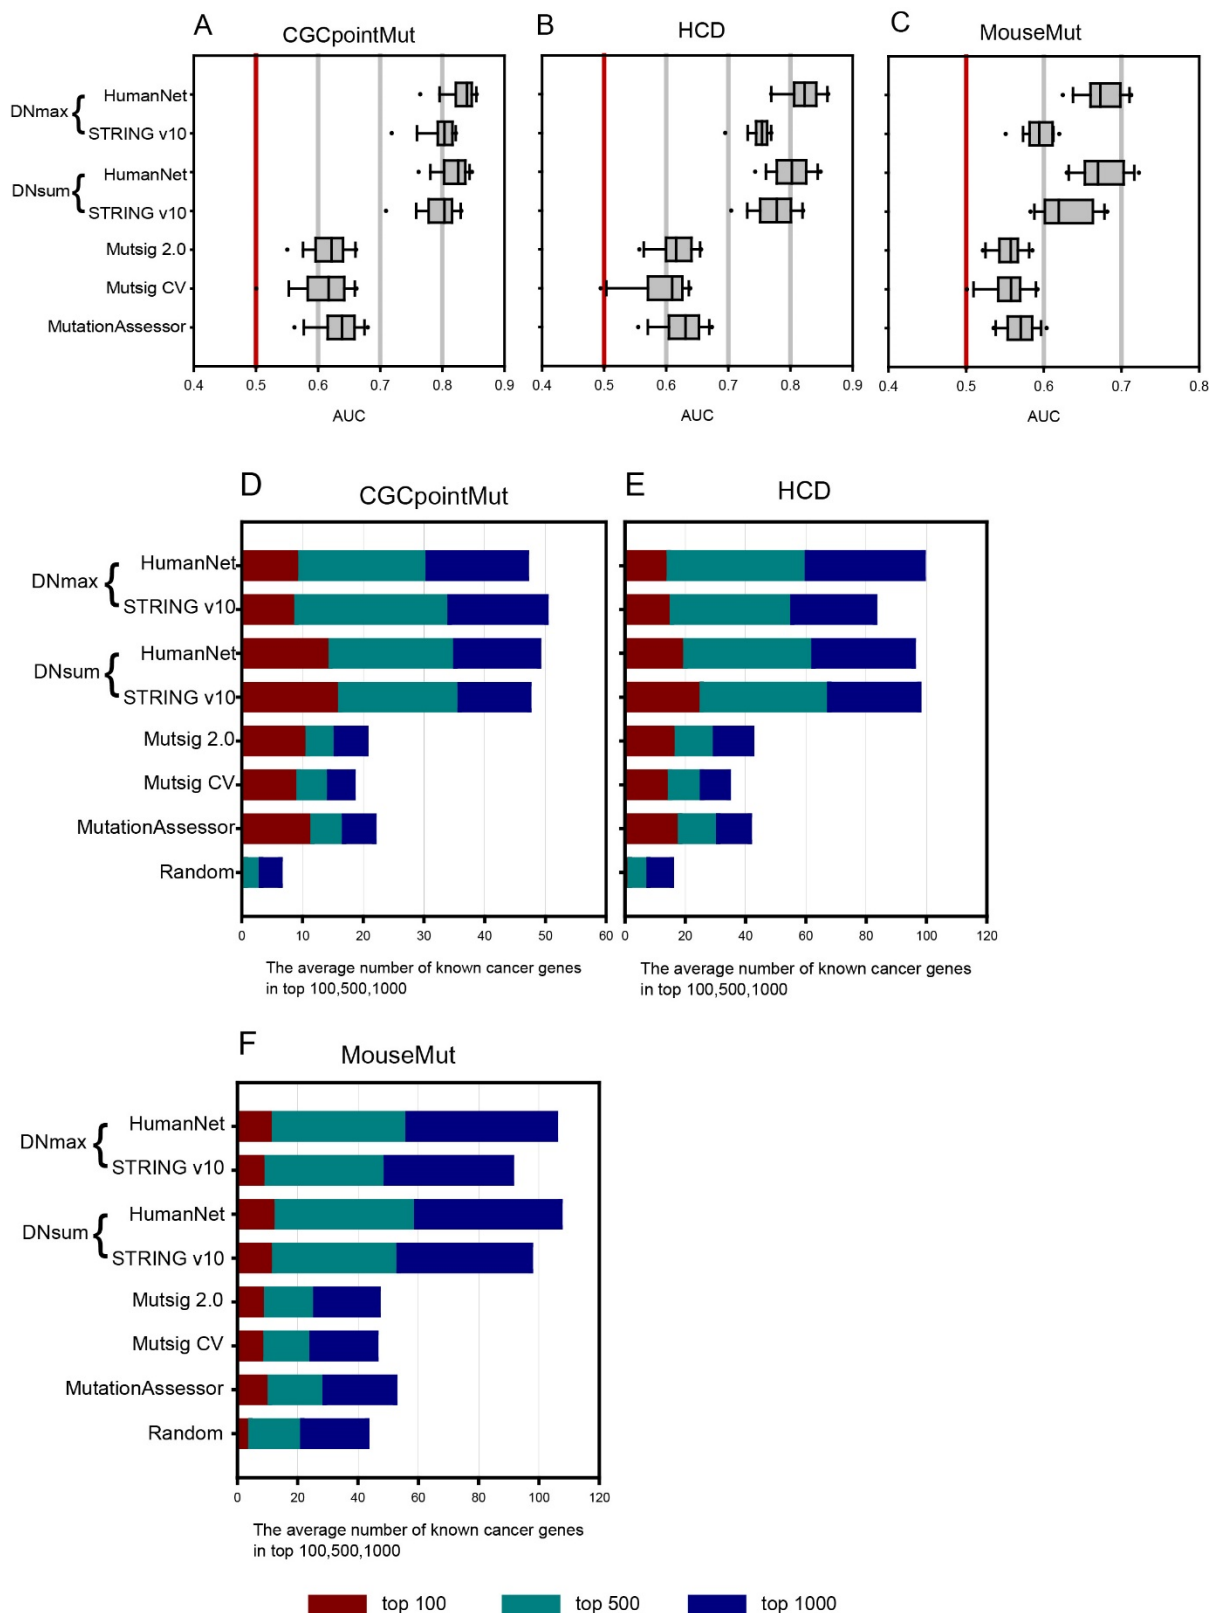 A
CGCpointMut
B
HCD
C
MouseMut
DNmax {
HumanNet
STRING v10
DNsum {
HumanNet
STRING v10
Mutsig 2.0
Mutsig CV
MutationAssessor
0.4 0.5 0.6 0.7 0.8 0.9
0.4 0.5 0.6 0.7 0.8 0.9
0.4 0.5 0.6 0.7 0.8
AUC
AUC
AUC
D
CGCpointMut
E
HCD
DNmax {
HumanNet
STRING v10
DNsum {
HumanNet
STRING v10
Mutsig 2.0
Mutsig CV
MutationAssessor
Random
0 10 20 30 40 50 60
0 20 40 60 80 100 120
The average number of known cancer genes
in top 100,500,1000
The average number of known cancer genes
in top 100,500,1000
F
MouseMut
DNmax {
HumanNet
STRING v10
DNsum {
HumanNet
STRING v10
Mutsig 2.0
Mutsig CV
MutationAssessor
Random
0 20 40 60 80 100 120
The average number of known cancer genes
in top 100,500,1000
top 100 top 500 top 1000